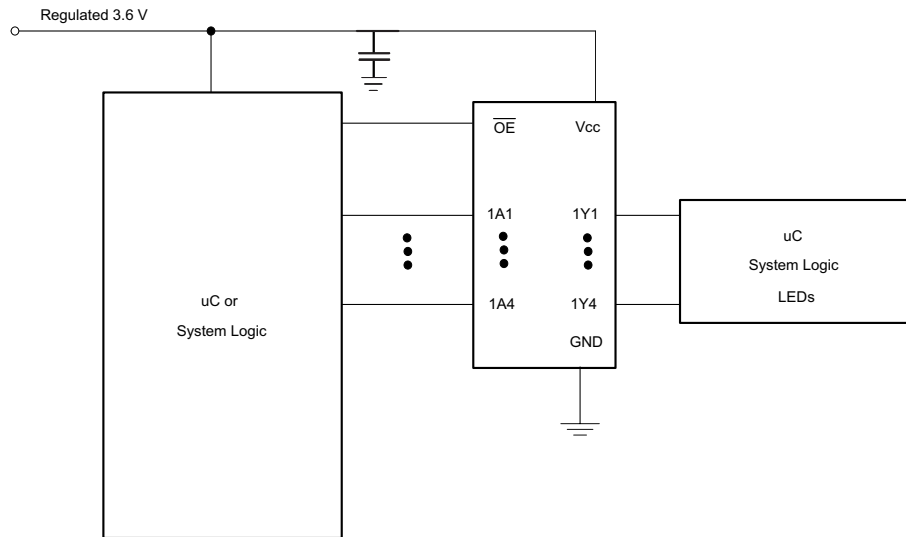 Regulated 3.6 V
OE Vcc
1A1 1Y1
uC
System Logic
LEDs
uC or
System Logic
1A4 1Y4
GND